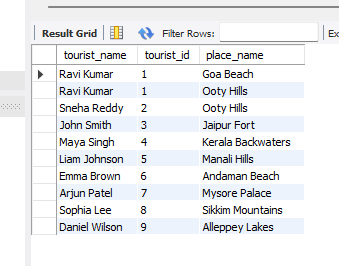 Result Grid Filter Rows: Ex
tourist_name tourist_id place_name
Ravi Kumar 1 Goa Beach
Ravi Kumar 1 Ooty Hills
Sneha Reddy 2 Ooty Hills
John Smith 3 Jaipur Fort
Maya Singh 4 Kerala Backwaters
Liam Johnson 5 Manali Hills
Emma Brown 6 Andaman Beach
Arjun Patel 7 Mysore Palace
Sophia Lee 8 Sikkim Mountains
Daniel Wilson 9 Alleppey Lakes